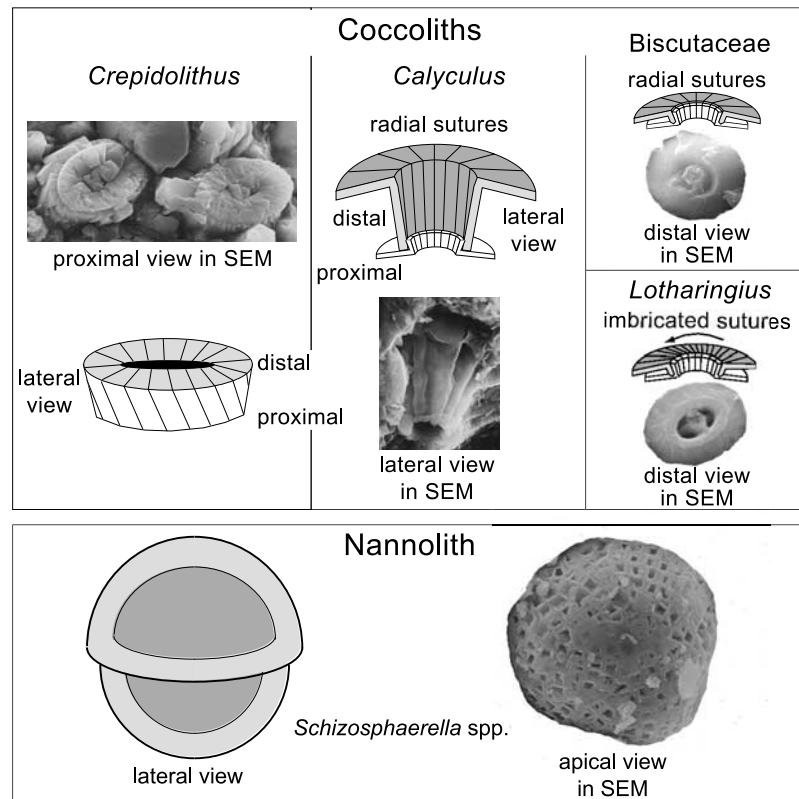 Coccoliths
Crepidolithus
proximal view in SEM
lateral
view
distal
proximal
Calyculus
radial sutures
distal
lateral
view
proximal
lateral view
in SEM
Biscutaceae
radial sutures
distal view
in SEM
Lotharingius
imbricated sutures
distal view
in SEM
Nannolith
lateral view
Schizosphaerella spp.
apical view
in SEM